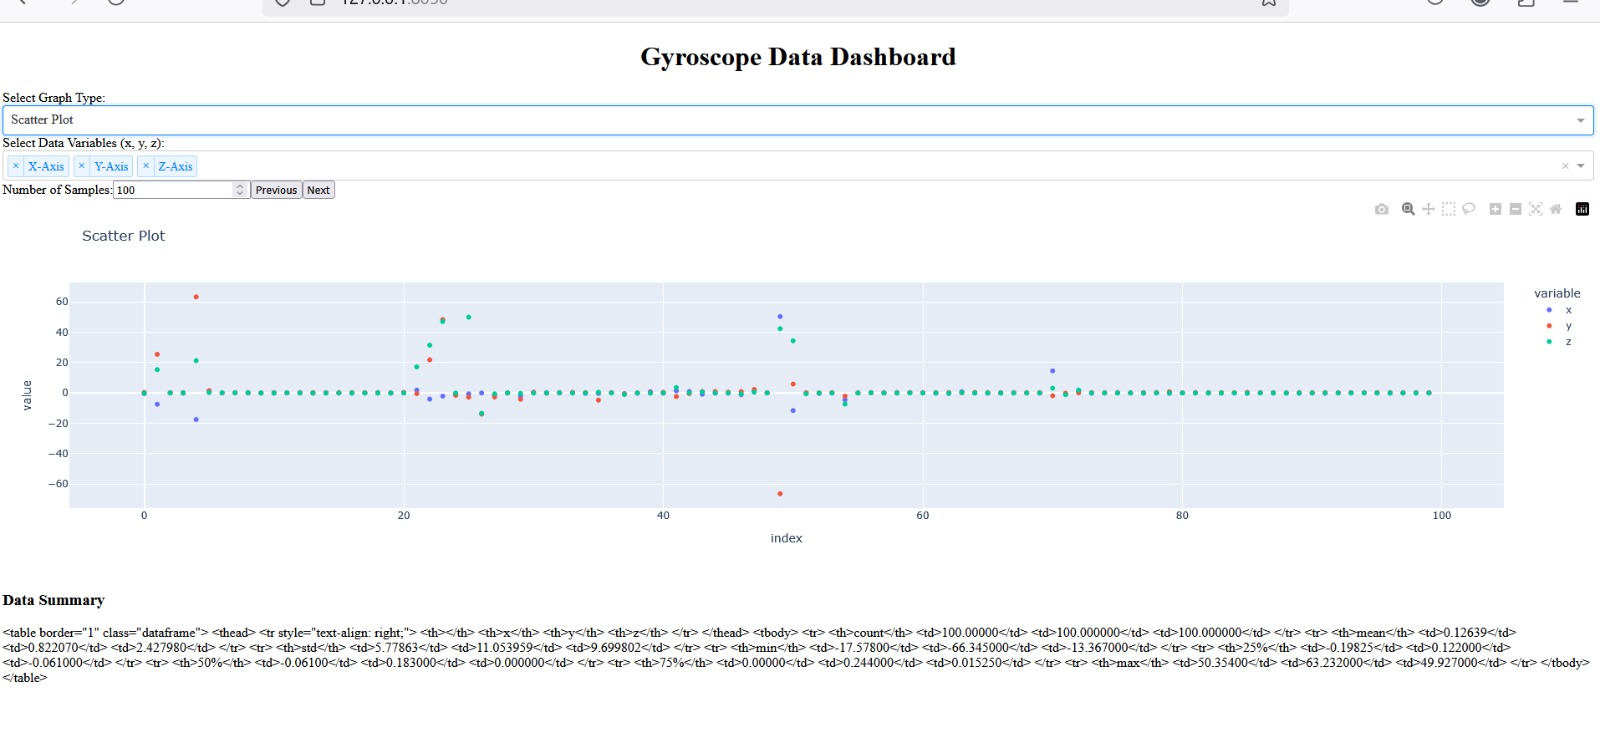 Gyroscope Data Dashboard
Select Graph Type:
Scatter Plot
Select Data Variables (x, y, z):
× X-Axis × Y-Axis × Z-Axis
Number of Samples: 100 Previous Next
Scatter Plot
variable
x
y
z
60
40
20
0
−20
−40
−60
value
0 20 40 60 80 100
index
Data Summary
<table border="1" class="dataframe"> <thead> <tr style="text-align: right;"> <th></th> <th>x</th> <th>y</th> <th>z</th> </tr> </thead> <tbody> <tr> <th>count</th> <td>100.00000</td> <td>100.000000</td> <td>100.000000</td> </tr> <tr> <th>mean</th> <td>0.12639</td>
<td>0.822070</td> <td>2.427980</td> </tr> <tr> <th>std</th> <td>5.77863</td> <td>11.053959</td> <td>9.699802</td> </tr> <tr> <th>min</th> <td>-17.57800</td> <td>-66.345000</td> <td>-13.367000</td> </tr> <tr> <th>25%</th> <td>-0.19825</td> <td>0.122000</td>
<td>-0.061000</td> </tr> <tr> <th>50%</th> <td>-0.06100</td> <td>0.183000</td> <td>0.000000</td> </tr> <tr> <th>75%</th> <td>0.00000</td> <td>0.244000</td> <td>0.015250</td> </tr> <tr> <th>max</th> <td>50.35400</td> <td>63.232000</td> <td>49.927000</td> </tr> </tbody>
</table>